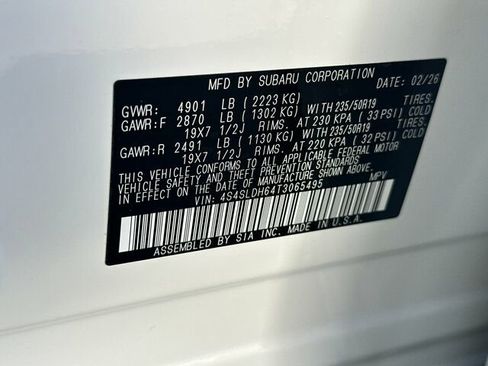 MFD BY SUBARU CORPORATION DATE: 02/26
GVWR: 4901 LB (2223 KG)
GAWR:F 2870 LB (1302 KG) WITH 235/50R19
19X7 1/2J RIMS. AT 230 KPA (33 PSI) COLD
GAWR:R 2491 LB (1130 KG) WITH 235/50R19
19X7 1/2J RIMS. AT 220 KPA (32 PSI) COLD
THIS VEHICLE CONFORMS TO ALL APPLICABLE FEDERAL MOTOR
VEHICLE SAFETY AND THEFT PREVENTION STANDARDS
IN EFFECT ON THE DATE OF MANUFACTURE SHOWN ABOVE.
VIN: 4S4SLDH64T3065495 MPV
ASSEMBLED BY SIA INC. MADE IN U.S.A.